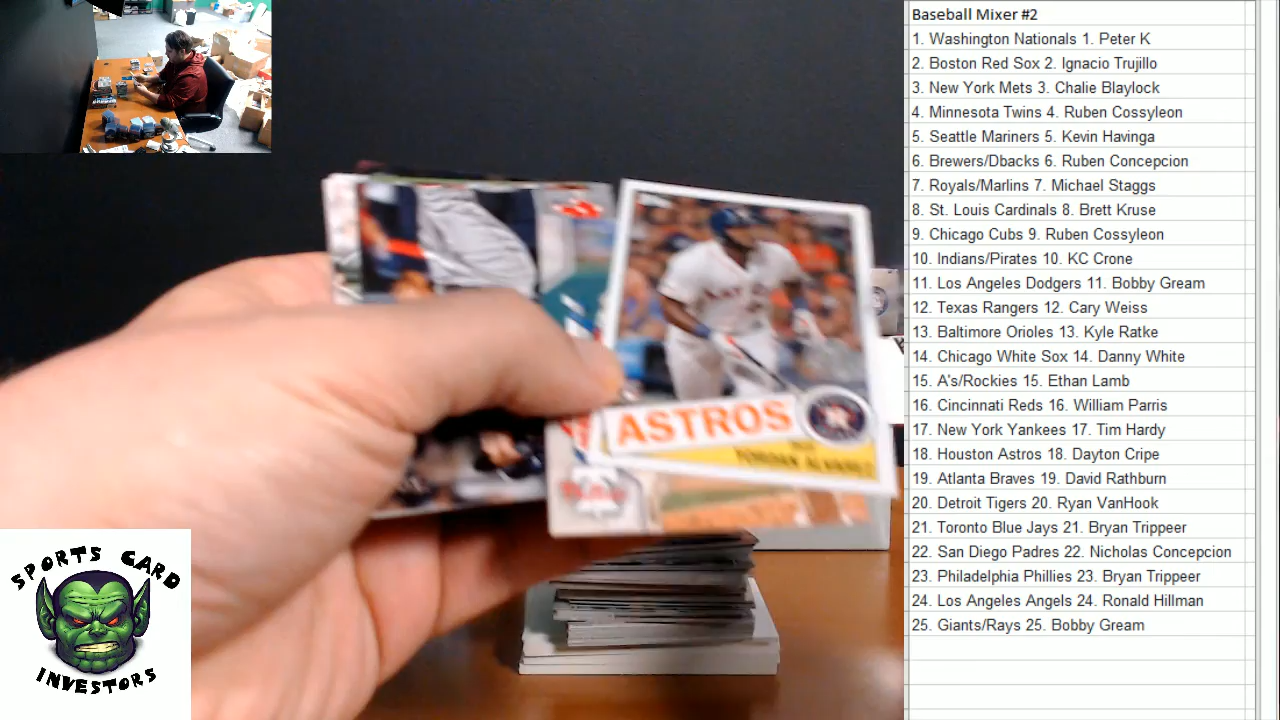 Baseball Mixer #2
1. Washington Nationals 1. Peter K
2. Boston Red Sox 2. Ignacio Trujillo
3. New York Mets 3. Chalie Blaylock
4. Minnesota Twins 4. Ruben Cossyleon
5. Seattle Mariners 5. Kevin Havinga
6. Brewers/Dbacks 6. Ruben Concepcion
7. Royals/Marlins 7. Michael Staggs
8. St. Louis Cardinals 8. Brett Kruse
9. Chicago Cubs 9. Ruben Cossyleon
10. Indians/Pirates 10. KC Crone
11. Los Angeles Dodgers 11. Bobby Gream
12. Texas Rangers 12. Cary Weiss
13. Baltimore Orioles 13. Kyle Ratke
14. Chicago White Sox 14. Danny White
15. A's/Rockies 15. Ethan Lamb
16. Cincinnati Reds 16. William Parris
17. New York Yankees 17. Tim Hardy
18. Houston Astros 18. Dayton Cripe
19. Atlanta Braves 19. David Rathburn
20. Detroit Tigers 20. Ryan VanHook
21. Toronto Blue Jays 21. Bryan Trippeer
22. San Diego Padres 22. Nicholas Concepcion
23. Philadelphia Phillies 23. Bryan Trippeer
24. Los Angeles Angels 24. Ronald Hillman
25. Giants/Rays 25. Bobby Gream
ASTROS
YORDAN ALVAREZ
Phillies
SPORTS CARD
INVESTORS